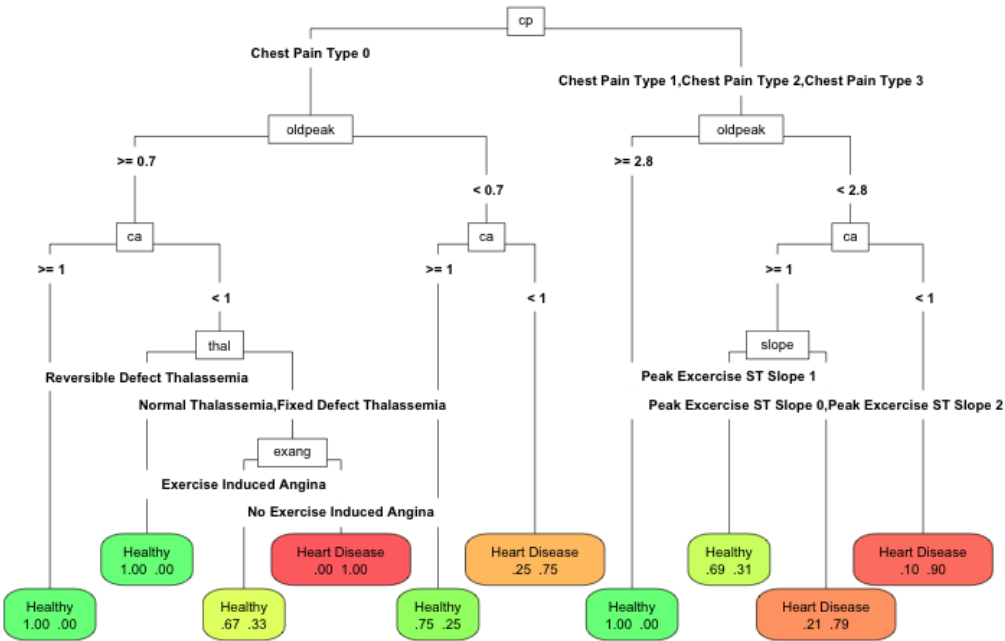 cp
Chest Pain Type 0
Chest Pain Type 1,Chest Pain Type 2,Chest Pain Type 3
oldpeak
oldpeak
>= 0.7
>= 2.8
< 0.7
< 2.8
ca
ca
ca
>= 1
>= 1
>= 1
< 1
< 1
< 1
thal
slope
Reversible Defect Thalassemia
Peak Excercise ST Slope 1
Normal Thalassemia,Fixed Defect Thalassemia
Peak Excercise ST Slope 0,Peak Excercise ST Slope 2
exang
Exercise Induced Angina
No Exercise Induced Angina
Healthy
1.00 .00
Heart Disease
.00 1.00
Heart Disease
.25 .75
Healthy
.69 .31
Heart Disease
.10 .90
Healthy
1.00 .00
Healthy
.67 .33
Healthy
.75 .25
Healthy
1.00 .00
Heart Disease
.21 .79